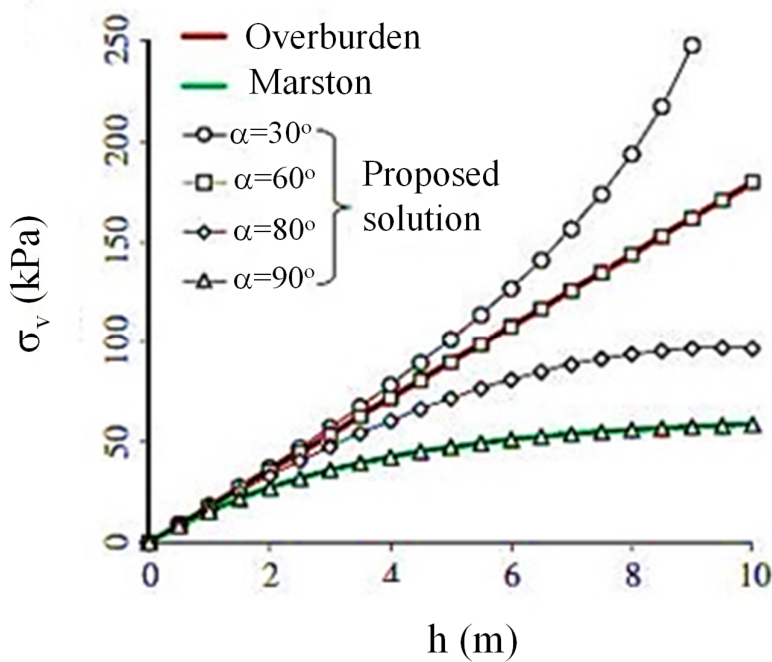 250
200
150
100
50
0
σv (kPa)
Overburden
Marston
α=30°
α=60°
α=80°
α=90°
Proposed
solution
0 2 4 6 8 10
h (m)